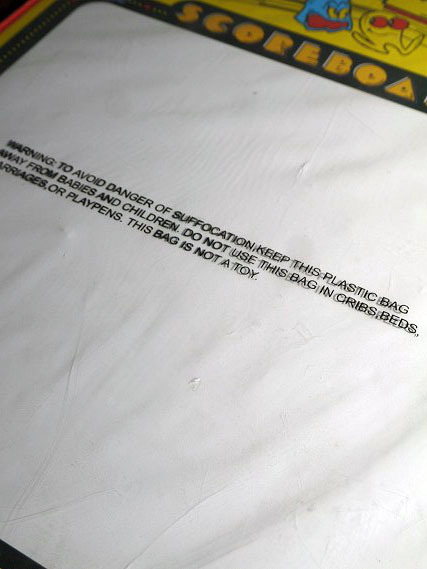 SCOREBOA
WARNING: TO AVOID DANGER OF SUFFOCATION, KEEP THIS PLASTIC BAG
AWAY FROM BABIES AND CHILDREN. DO NOT USE THIS BAG IN CRIBS, BEDS,
ARRIAGES, OR PLAYPENS. THIS BAG IS NOT A TOY.